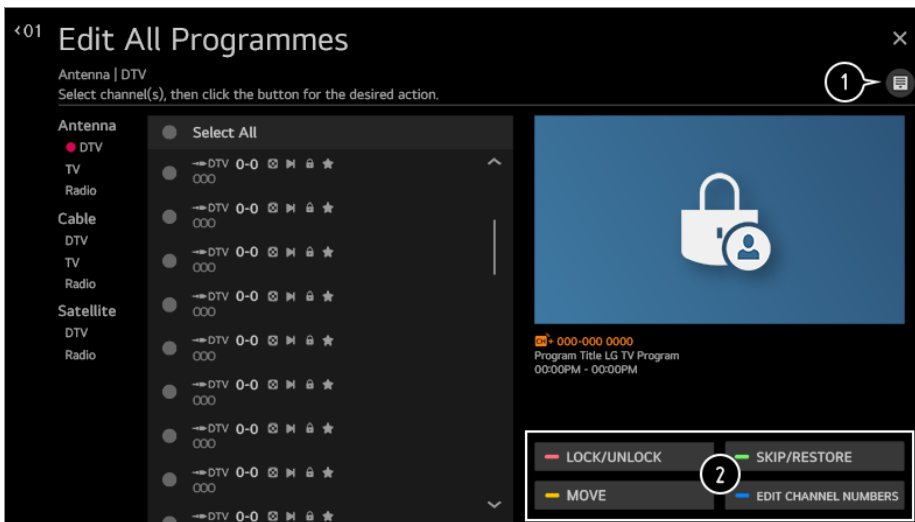 ‹01 Edit All Programmes
Antenna | DTV
Select channel(s), then click the button for the desired action.
1
Antenna
DTV
TV
Radio
Cable
DTV
TV
Radio
Satellite
DTV
Radio
Select All
DTV 0-0
000
DTV 0-0
000
DTV 0-0
000
DTV 0-0
000
DTV 0-0
000
DTV 0-0
000
DTV 0-0
000
DTV 0-0
000
DTV 0-0
CH+ 000-000 0000
Program Title LG TV Program
00:00PM - 00:00PM
LOCK/UNLOCK
SKIP/RESTORE
2
MOVE
EDIT CHANNEL NUMBERS